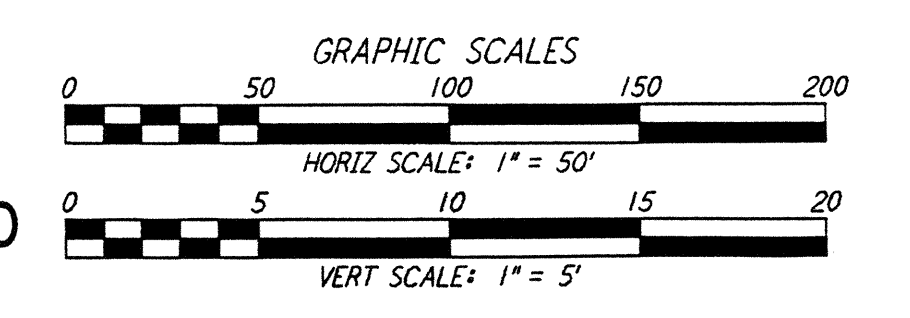 GRAPHIC SCALES
0 50 100 150 200
HORIZ SCALE: 1" = 50'
0 5 10 15 20
VERT SCALE: 1" = 5'